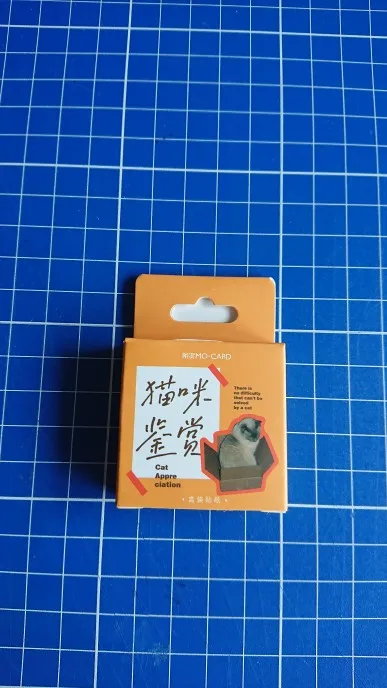 MO·CARD
There is
no difficulty
that can't be
solved
by a cat
猫咪
鉴赏
Cat
Appre
ciation